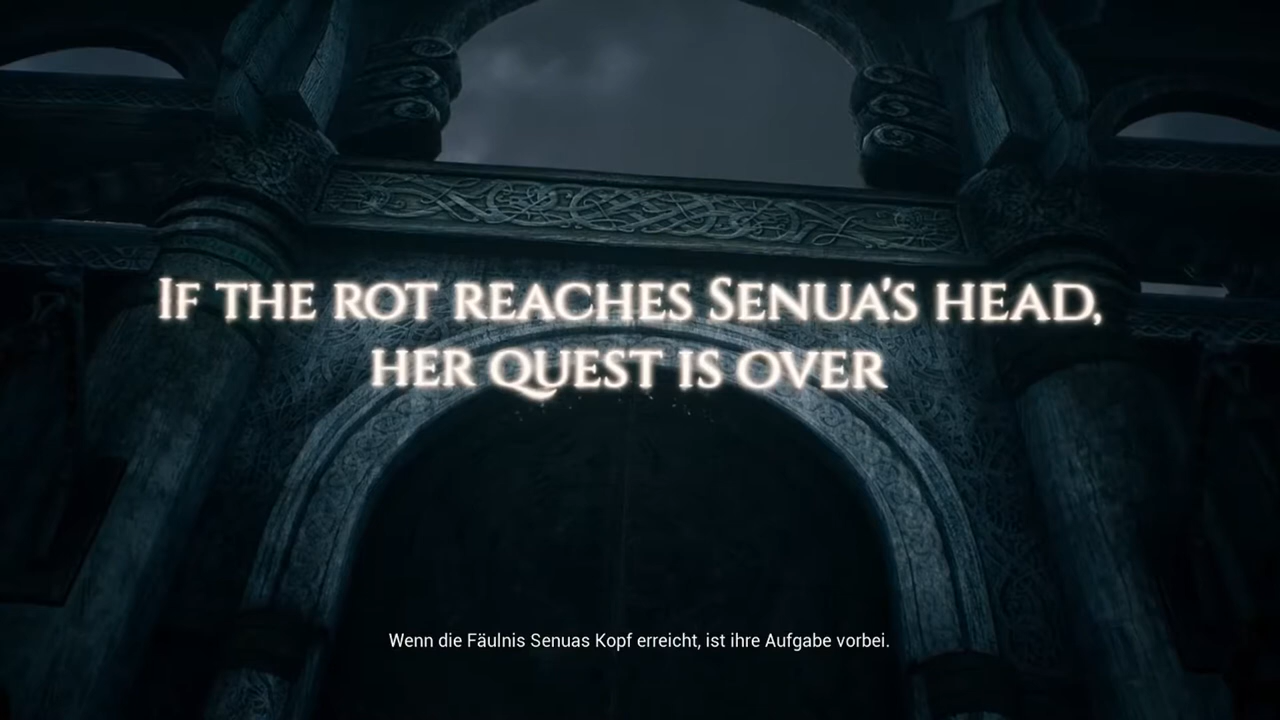 If the rot reaches Senua's head,
her quest is over
Wenn die Fäulnis Senuas Kopf erreicht, ist ihre Aufgabe vorbei.